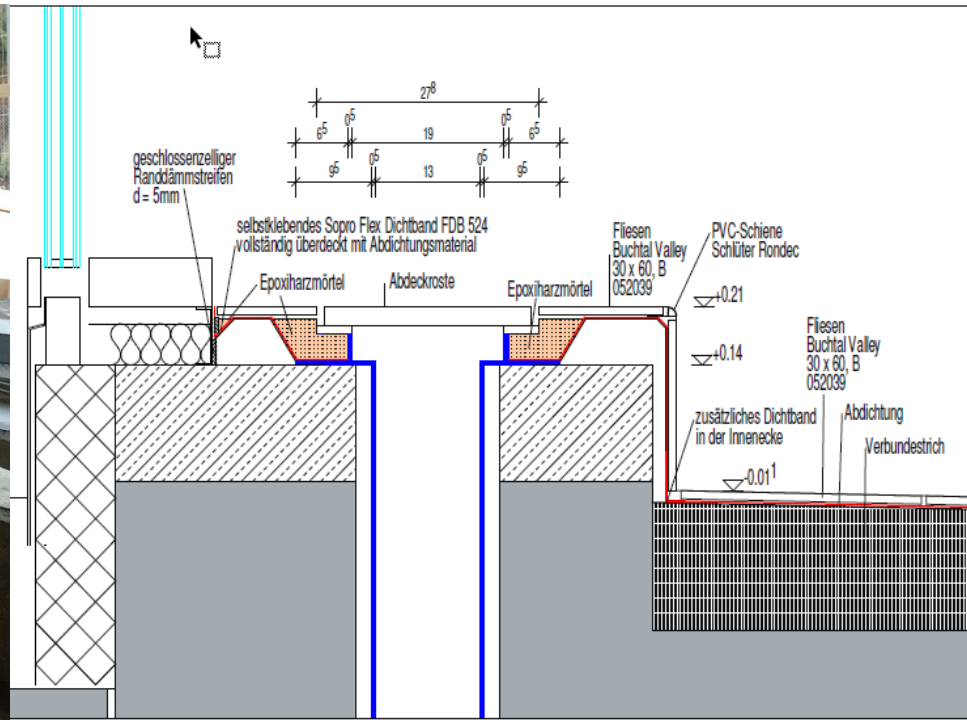 27⁸
6⁵
0⁵
19
0⁵
6⁵
9⁵
0⁵
13
0⁵
9⁵
geschlossenzelliger
Randdämmstreifen
d = 5mm
selbstklebendes Sopro Flex Dichtband FDB 524
vollständig überdeckt mit Abdichtungsmaterial
Epoxiharzmörtel
Abdeckroste
Epoxiharzmörtel
Fliesen
Buchtal Valley
30 x 60, B
052039
PVC-Schiene
Schlüter Rondec
+0.21
+0.14
Fliesen
Buchtal Valley
30 x 60, B
052039
zusätzliches Dichtband
in der Innenecke
Abdichtung
Verbundestrich
-0.01¹